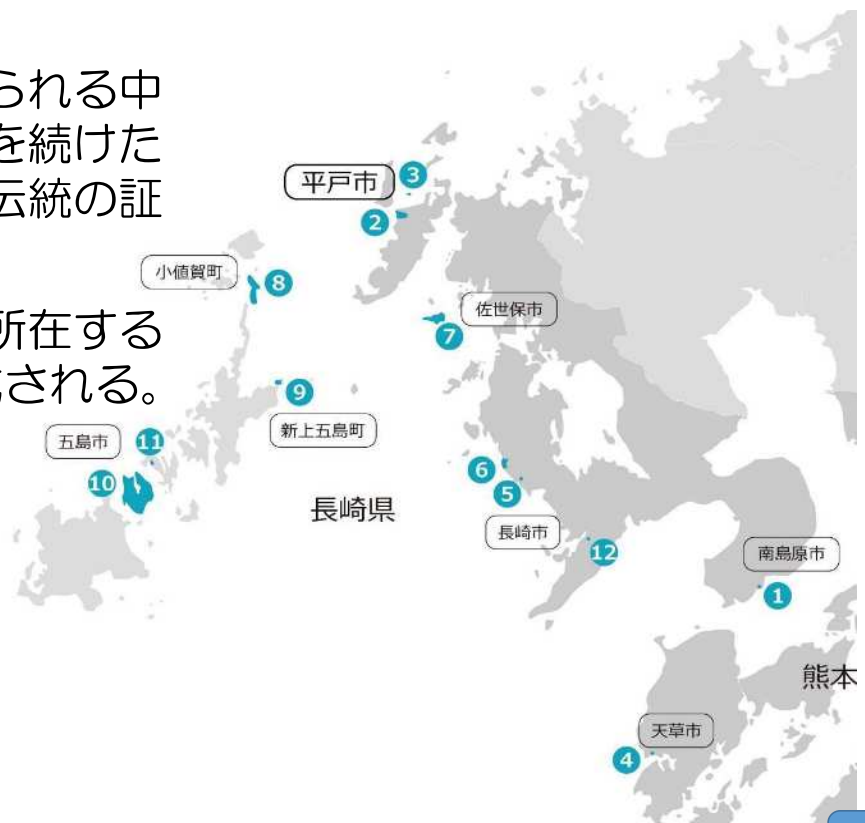 られる中
を続けた
伝統の証
所在する
される。
平戸市
3
2
小値賀町
8
佐世保市
7
9
新上五島町
五島市
11
10
6
5
長崎県
長崎市
12
南島原市
1
熊本
天草市
4